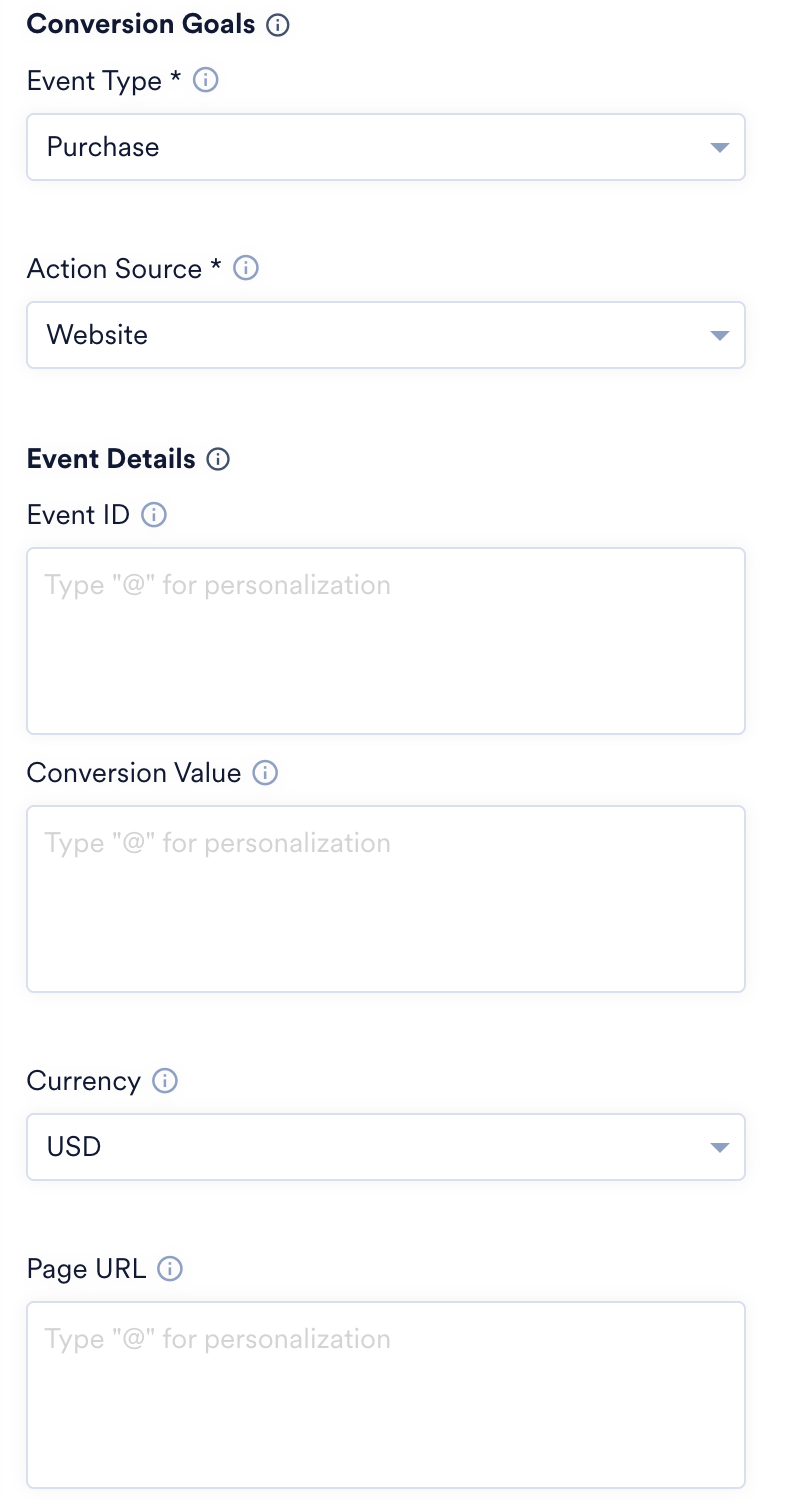 Conversion Goals
Event Type *
Purchase
Action Source *
Website
Event Details
Event ID
Type "@" for personalization
Conversion Value
Type "@" for personalization
Currency
USD
Page URL
Type "@" for personalization